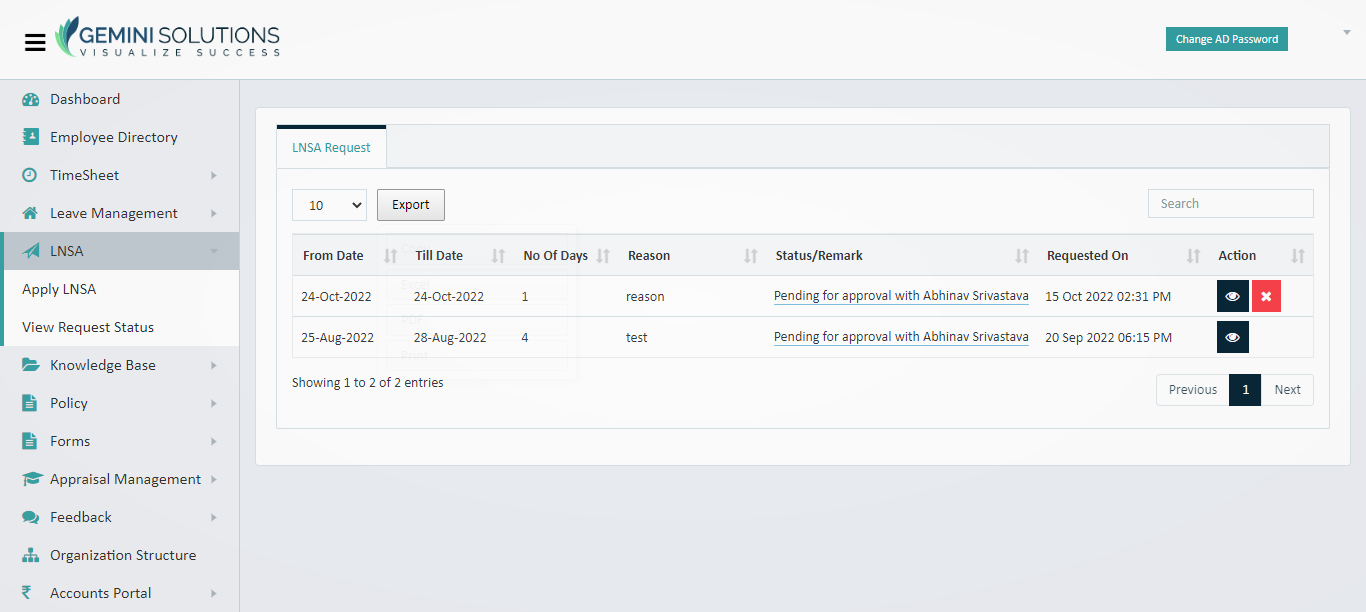 GEMINI SOLUTIONS
VISUALIZE SUCCESS
Change AD Password
Dashboard
Employee Directory
TimeSheet
Leave Management
LNSA
Apply LNSA
View Request Status
Knowledge Base
Policy
Forms
Appraisal Management
Feedback
Organization Structure
Accounts Portal
LNSA Request
10 Export Search
From Date Till Date No Of Days Reason Status/Remark Requested On Action
24-Oct-2022 24-Oct-2022 1 reason Pending for approval with Abhinav Srivastava 15 Oct 2022 02:31 PM
25-Aug-2022 28-Aug-2022 4 test Pending for approval with Abhinav Srivastava 20 Sep 2022 06:15 PM
Excel
PDF
Print
Showing 1 to 2 of 2 entries
Previous 1 Next